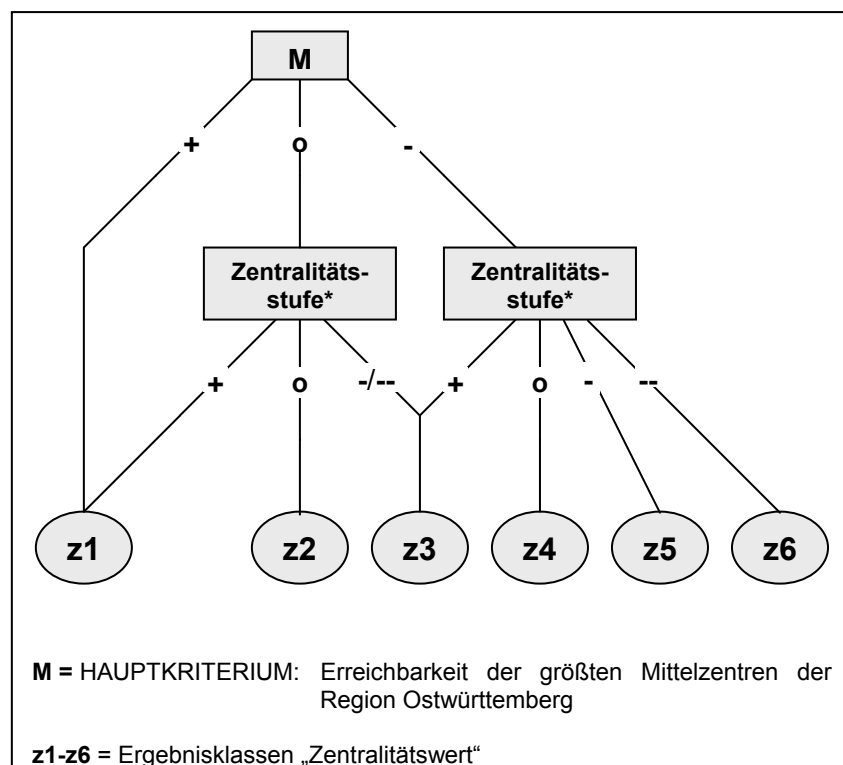 M
+ o -
Zentralitäts-
stufe*
Zentralitäts-
stufe*
+ o -/-- + o - --
z1 z2 z3 z4 z5 z6
M = HAUPTKRITERIUM: Erreichbarkeit der größten Mittelzentren der
Region Ostwürttemberg
z1-z6 = Ergebnisklassen „Zentralitätswert“